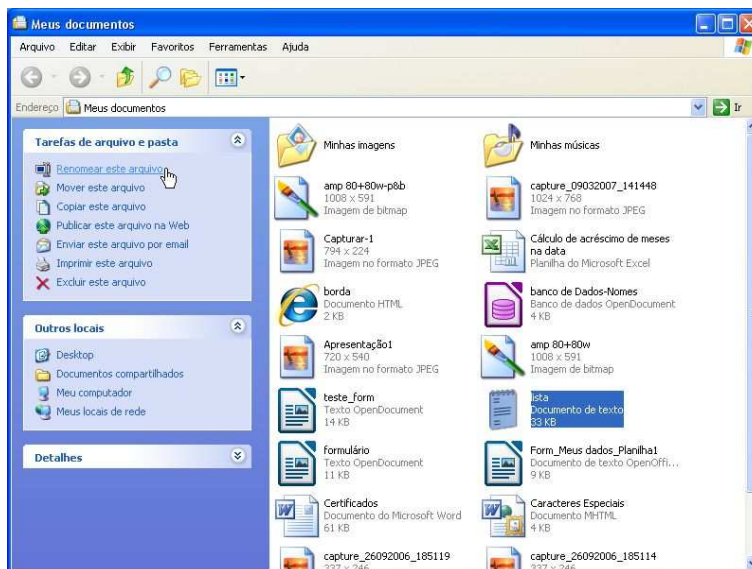 Meus documentos
Arquivo Editar Exibir Favoritos Ferramentas Ajuda
Endereço Meus documentos Ir
Tarefas de arquivo e pasta
Renomear este arquivo
Mover este arquivo
Copiar este arquivo
Publicar este arquivo na Web
Enviar este arquivo por email
Imprimir este arquivo
Excluir este arquivo
Outros locais
Desktop
Documentos compartilhados
Meu computador
Meus locais de rede
Detalhes
Minhas imagens
Minhas músicas
amp 80+80w-p&b
1008 x 591
Imagem de bitmap
capture_09032007_141448
1024 x 768
Imagem no formato JPEG
Capturar-1
794 x 224
Imagem no formato JPEG
Cálculo de acréscimo de meses
na data
Planilha do Microsoft Excel
borda
Documento HTML
2 KB
banco de Dados-Nomes
Banco de dados OpenDocument
4 KB
Apresentação1
720 x 540
Imagem no formato JPEG
amp 80+80w
1008 x 591
Imagem de bitmap
teste_form
Texto OpenDocument
14 KB
lista
Documento de texto
33 KB
formulário
Texto OpenDocument
11 KB
Form_Meus dados_Planilha1
Documento de texto OpenOffi...
9 KB
Certificados
Documento do Microsoft Word
61 KB
Caracteres Especiais
Documento MHTML
4 KB
capture_26092006_185119
337 x 246
capture_26092006_185114
337 x 246